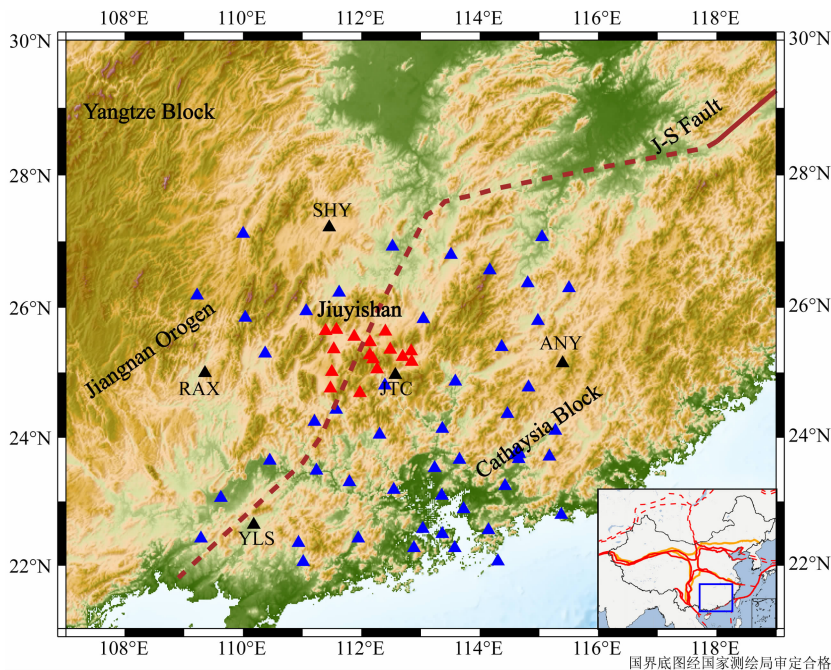 108°E 110°E 112°E 114°E 116°E 118°E
30°N 30°N
Yangtze Block
J-S Fault
28°N 28°N
SHY
26°N 26°N
Jiuyishan
Jiangnan Orogen
ANY
RAX
JTC
24°N 24°N
Cathaysia Block
YLS
22°N 22°N
108°E 110°E 112°E 114°E 116°E 118°E
国界底图经国家测绘局审定合格